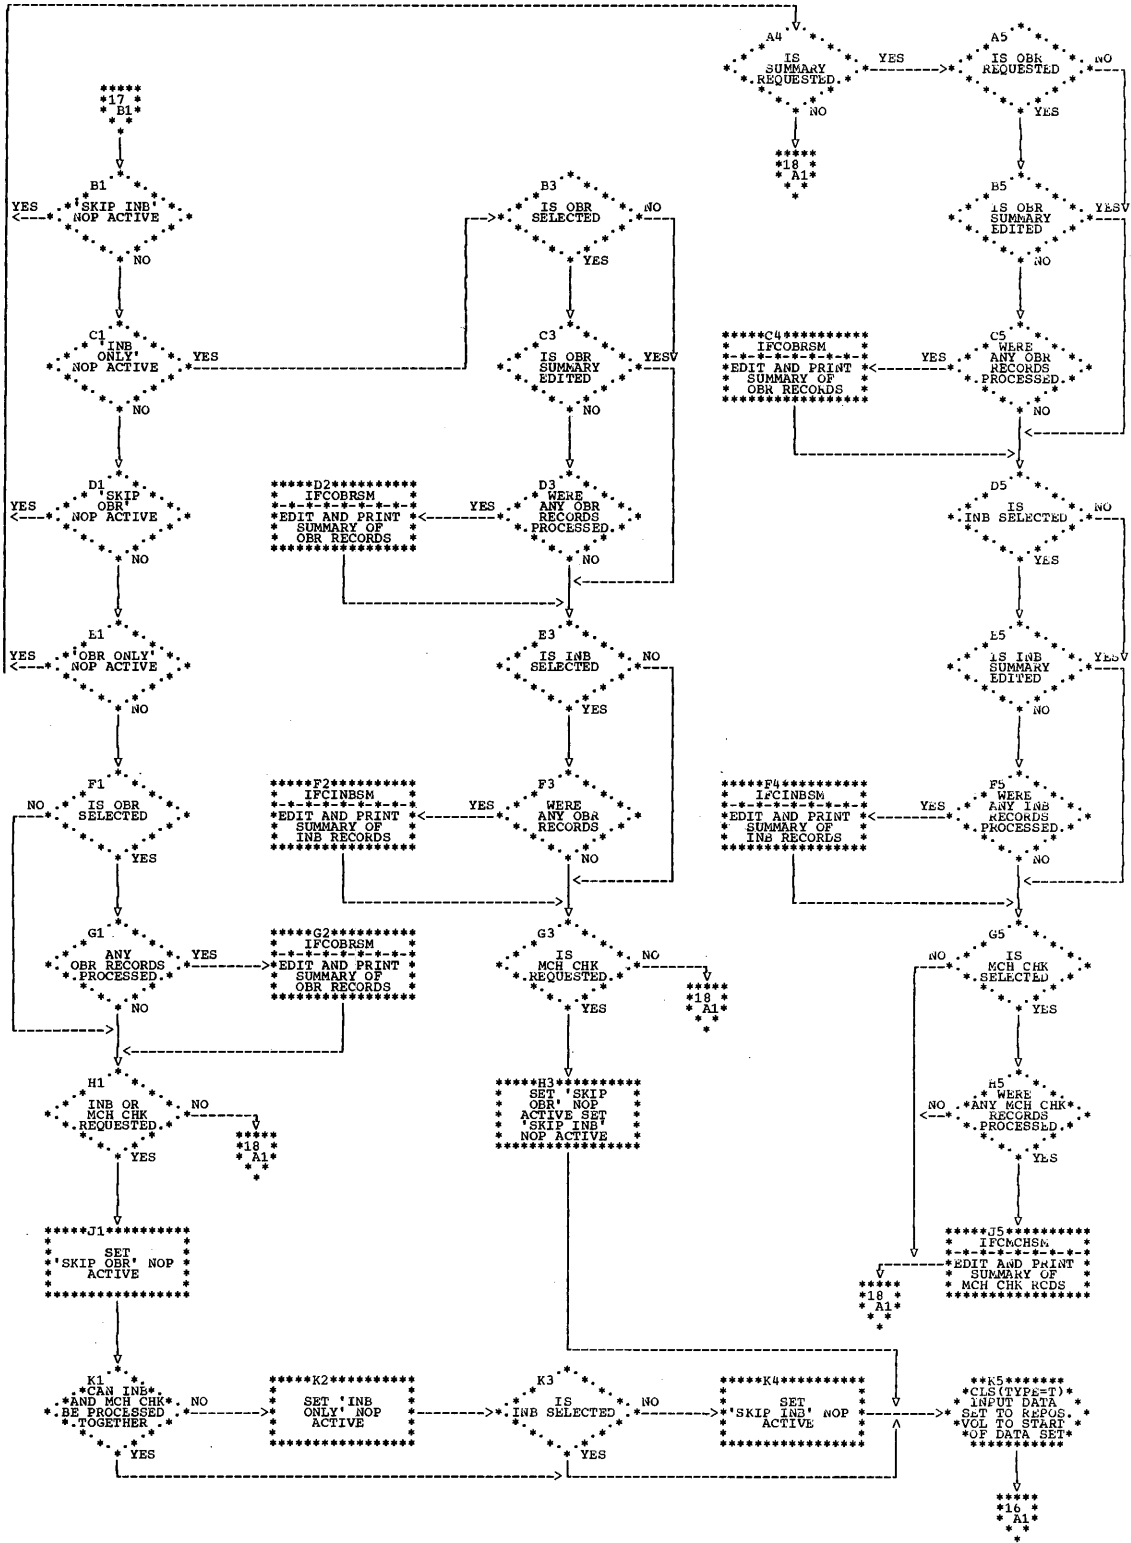 A4
IS
SUMMARY
REQUESTED
YES
NO
18
A1
A5
IS OBR
REQUESTED
NO
YES
17
B1
B1
'SKIP INB'
NOP ACTIVE
YES
NO
B3
IS OBR
SELECTED
NO
YES
B5
IS OBR
SUMMARY
EDITED
YES
NO
C1
'INB
ONLY'
NOP ACTIVE
YES
NO
C3
IS OBR
SUMMARY
EDITED
YES
NO
C4
IFCOBRSM
EDIT AND PRINT
SUMMARY OF
OBR RECORDS
C5
WERE
ANY OBR
RECORDS
PROCESSED
YES
NO
D1
'SKIP
OBR'
NOP ACTIVE
YES
NO
D2
IFCOBRSM
EDIT AND PRINT
SUMMARY OF
OBR RECORDS
D3
WERE
ANY OBR
RECORDS
PROCESSED
YES
NO
D5
IS
INB SELECTED
NO
YES
E1
'OBR ONLY'
NOP ACTIVE
YES
NO
E3
IS INB
SELECTED
NO
YES
E5
IS INB
SUMMARY
EDITED
YES
NO
F1
IS OBR
SELECTED
NO
YES
F2
IFCINBSM
EDIT AND PRINT
SUMMARY OF
INB RECORDS
F3
WERE
ANY OBR
RECORDS
YES
NO
F4
IFCINBSM
EDIT AND PRINT
SUMMARY OF
INB RECORDS
F5
WERE
ANY INB
RECORDS
PROCESSED
YES
NO
G1
ANY
OBR RECORDS
PROCESSED
YES
NO
G2
IFCOBRSM
EDIT AND PRINT
SUMMARY OF
OBR RECORDS
G3
IS
MCH CHK
REQUESTED
NO
YES
18
A1
G5
IS
MCH CHK
SELECTED
NO
YES
H1
INB OR
MCH CHK
REQUESTED
NO
YES
18
A1
H3
SET 'SKIP
OBR' NOP
ACTIVE SET
'SKIP INB'
NOP ACTIVE
H5
WERE
ANY MCH CHK
RECORDS
PROCESSED
NO
YES
J1
SET
'SKIP OBR' NOP
ACTIVE
J5
IFCMCHSM
EDIT AND PRINT
SUMMARY OF
MCH CHK RCDS
18
A1
K1
CAN INB
AND MCH CHK
BE PROCESSED
TOGETHER
NO
YES
K2
SET 'INB
ONLY' NOP
ACTIVE
K3
IS
INB SELECTED
NO
YES
K4
SET
'SKIP INB' NOP
ACTIVE
K5
CLS(TYPE=T)
INPUT DATA
SET TO REPOS.
VOL TO START
OF DATA SET
16
A1